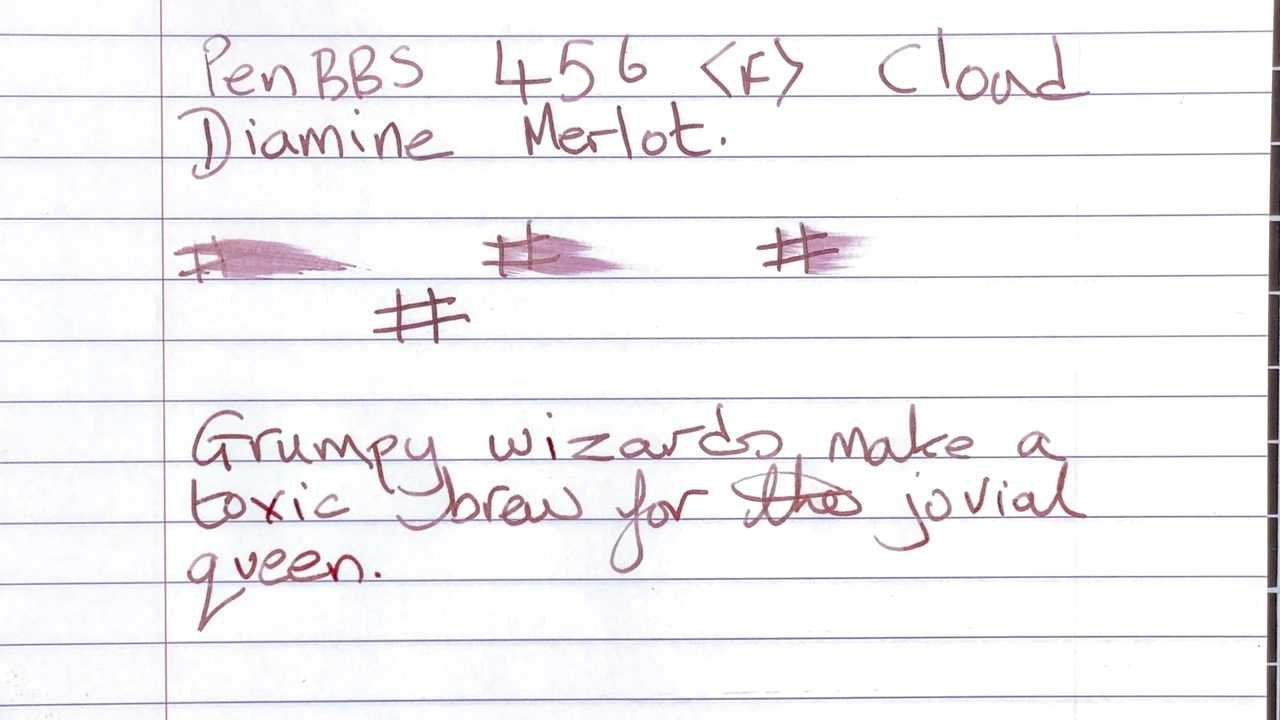 PenBBS 456 <F> Cloud
Diamine Merlot.
# # #
#
Grumpy wizards make a
toxic brew for the jovial
queen.